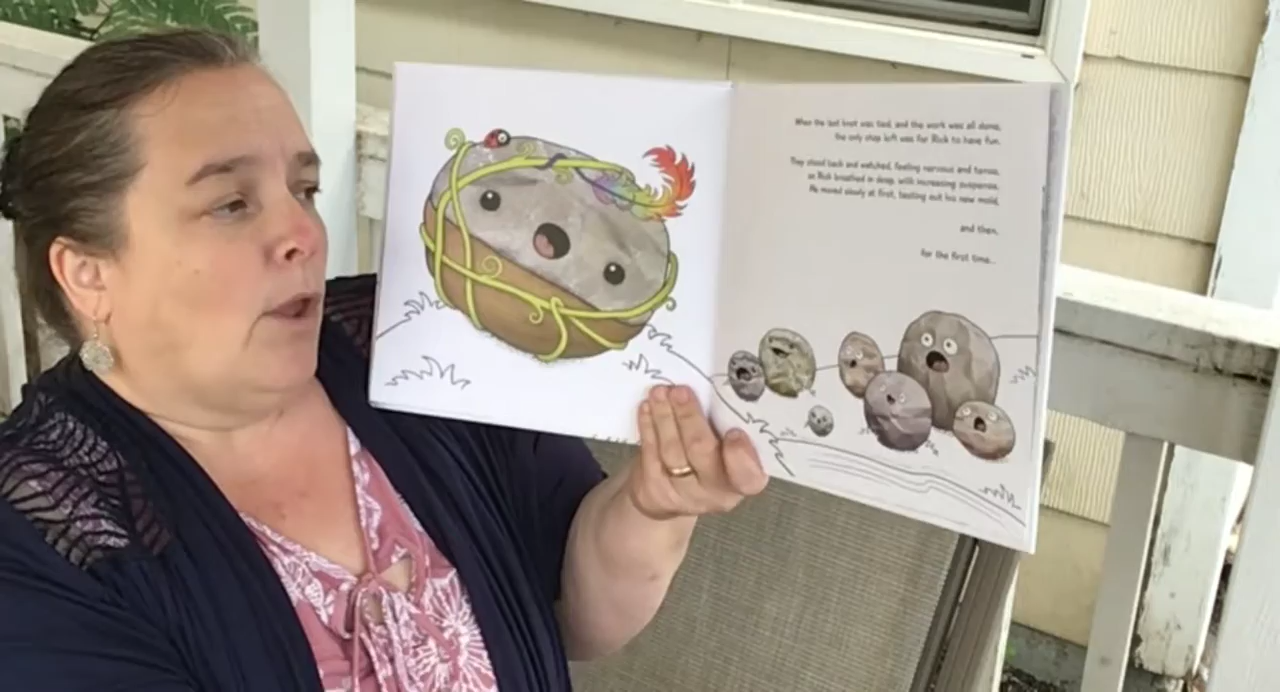 When the last knot was tied, and the work was all done,
the only step left was for Rick to have fun.
They stood back and watched, feeling nervous and tense,
as Rick breathed in deep, with increasing suspense.
He moved slowly at first, testing out his new mold,
and then,
for the first time...